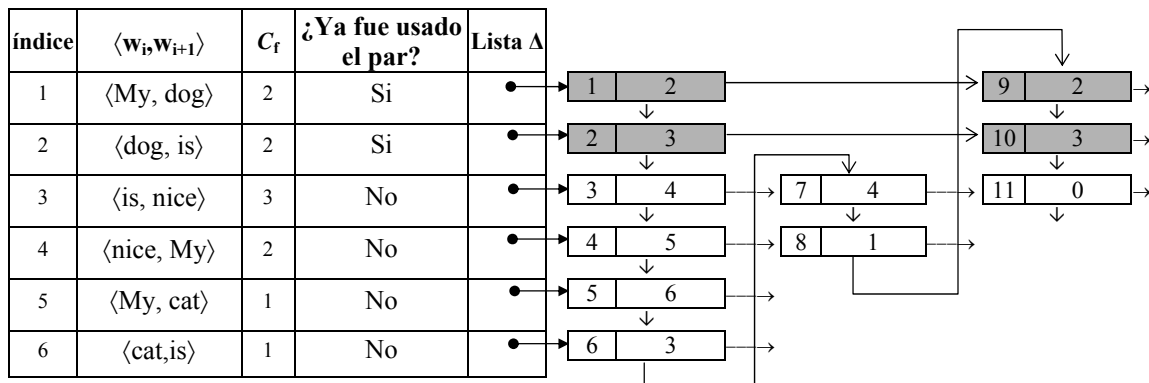 índice ⟨wᵢ,wᵢ₊₁⟩ Cf ¿Ya fue usado el par? Lista Δ
1 ⟨My, dog⟩ 2 Si 1 2 9 2
2 ⟨dog, is⟩ 2 Si 2 3 10 3
3 ⟨is, nice⟩ 3 No 3 4 7 4 11 0
4 ⟨nice, My⟩ 2 No 4 5 8 1
5 ⟨My, cat⟩ 1 No 5 6
6 ⟨cat,is⟩ 1 No 6 3